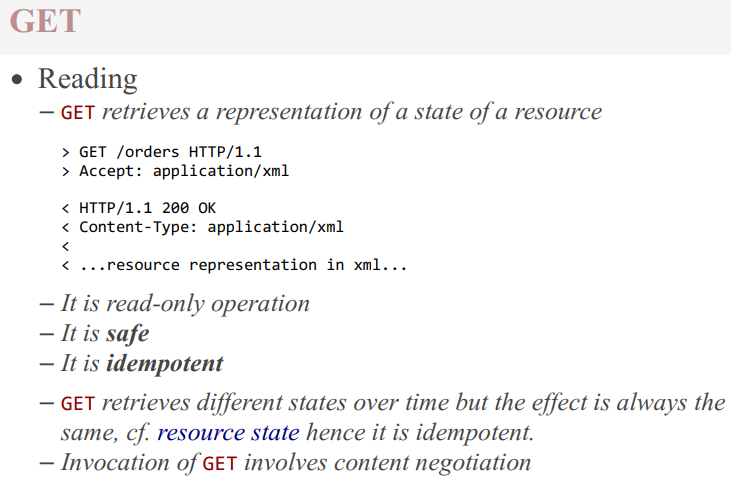 GET
• Reading
– GET retrieves a representation of a state of a resource
> GET /orders HTTP/1.1
> Accept: application/xml
< HTTP/1.1 200 OK
< Content-Type: application/xml
<
< ...resource representation in xml...
– It is read-only operation
– It is safe
– It is idempotent
– GET retrieves different states over time but the effect is always the
same, cf. resource state hence it is idempotent.
– Invocation of GET involves content negotiation